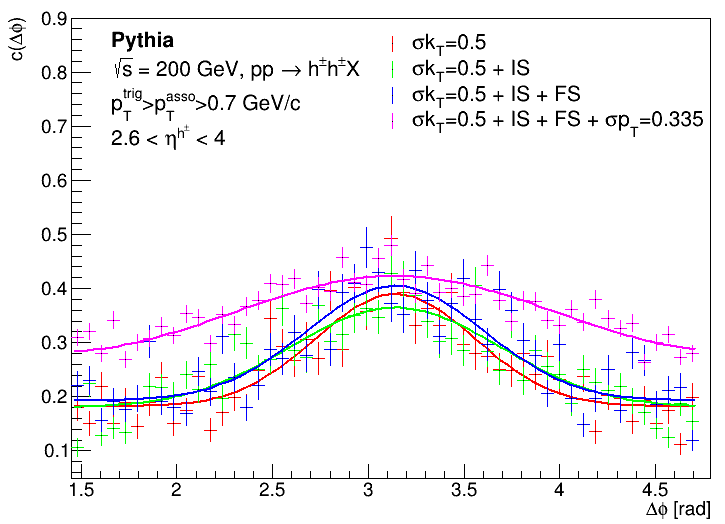 c(Δφ)
0.9
0.8
0.7
0.6
0.5
0.4
0.3
0.2
0.1
Pythia
√s = 200 GeV, pp → h±h±X
p_T^trig>p_T^asso>0.7 GeV/c
2.6 < η^h± < 4
σk_T=0.5
σk_T=0.5 + IS
σk_T=0.5 + IS + FS
σk_T=0.5 + IS + FS + σp_T=0.335
1.5 2 2.5 3 3.5 4 4.5
Δφ [rad]